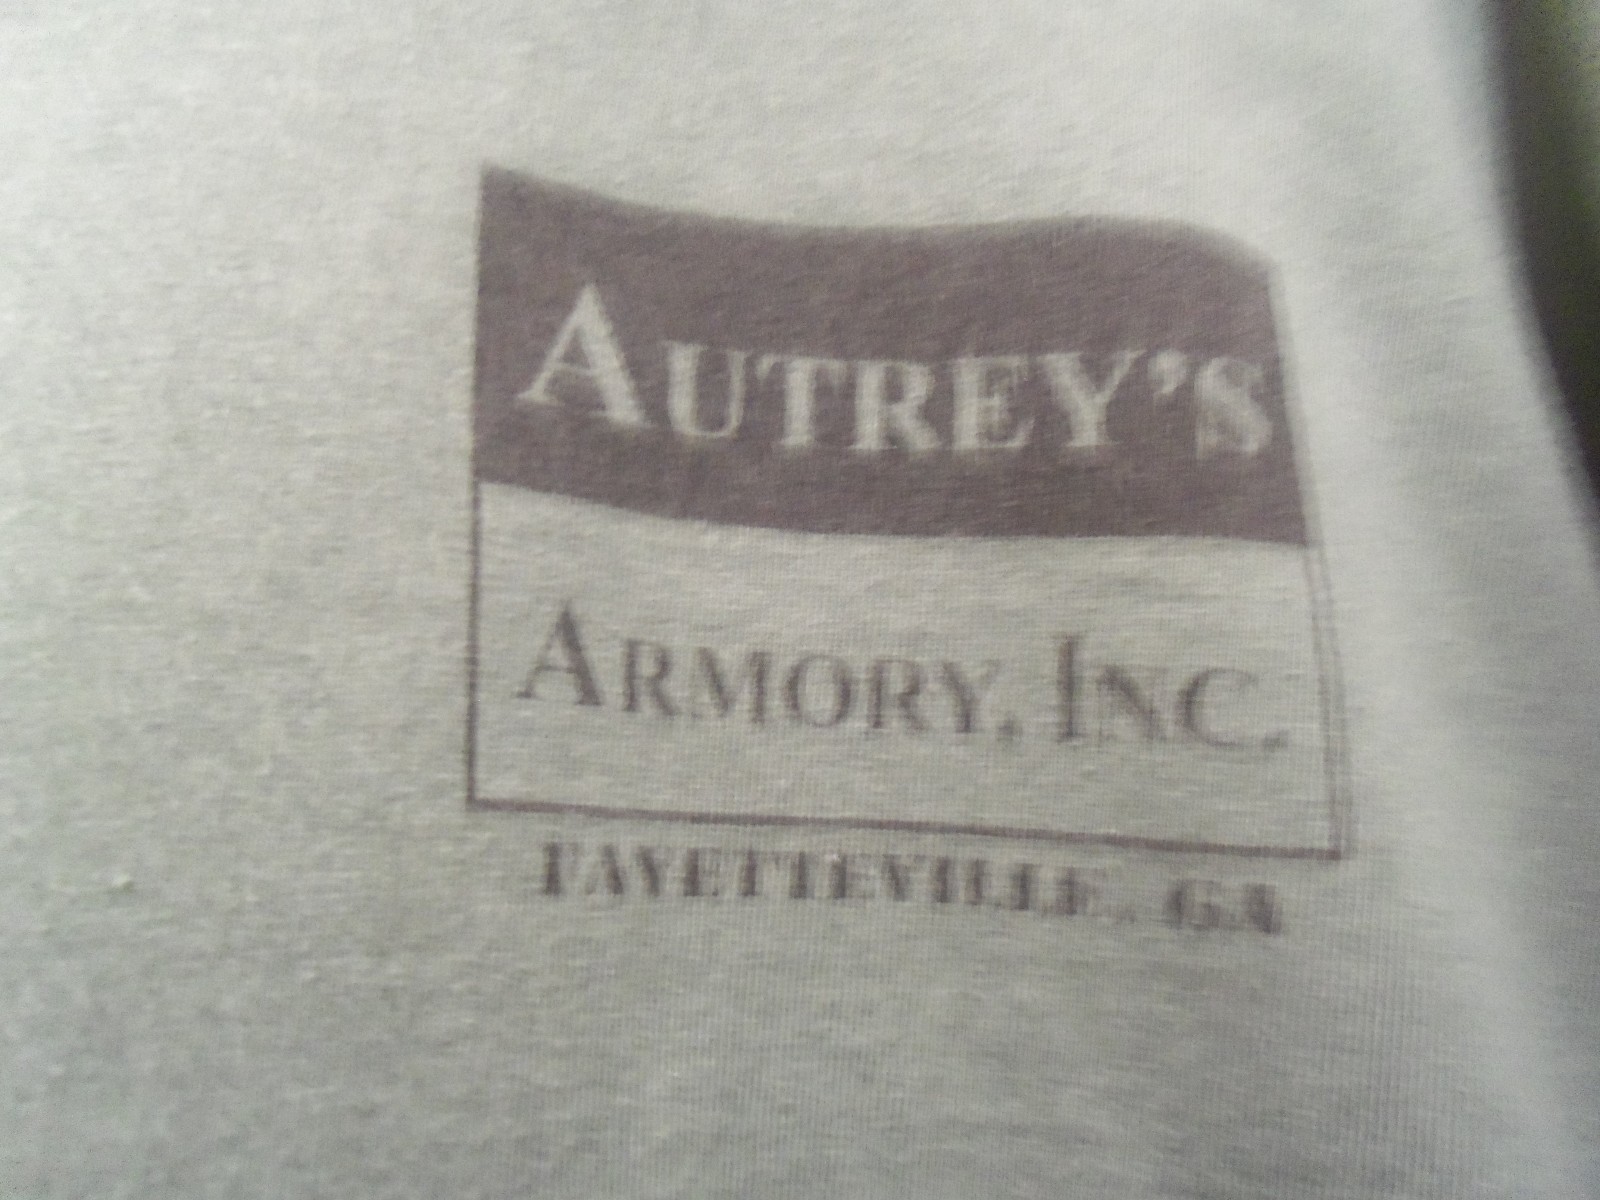 AUTREY'S
ARMORY, INC.
FAYETTEVILLE, GA